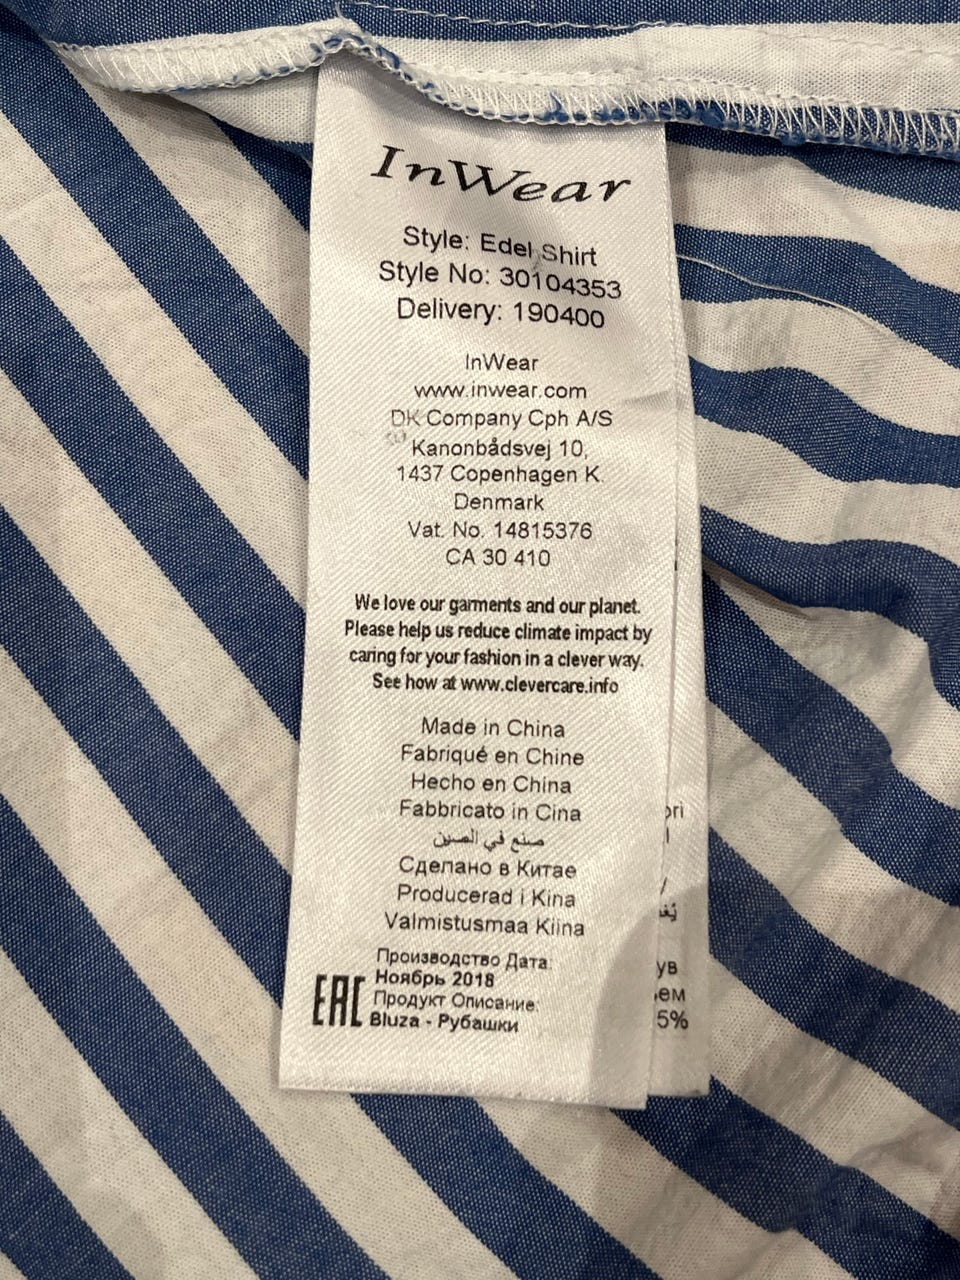 InWear
Style: Edel Shirt
Style No: 30104353
Delivery: 190400
InWear
www.inwear.com
DK Company Cph A/S
Kanonbådsvej 10,
1437 Copenhagen K.
Denmark
Vat. No. 14815376
CA 30 410
We love our garments and our planet.
Please help us reduce climate impact by
caring for your fashion in a clever way.
See how at www.clevercare.info
Made in China
Fabriqué en Chine
Hecho en China
Fabbricato in Cina
صنع في الصين
Сделано в Китае
Producerad i Kina
Valmistusmaa Kiina
Производство Дата:
Ноябрь 2018
EAC Продукт Описание:
Bluza - Рубашки
5%